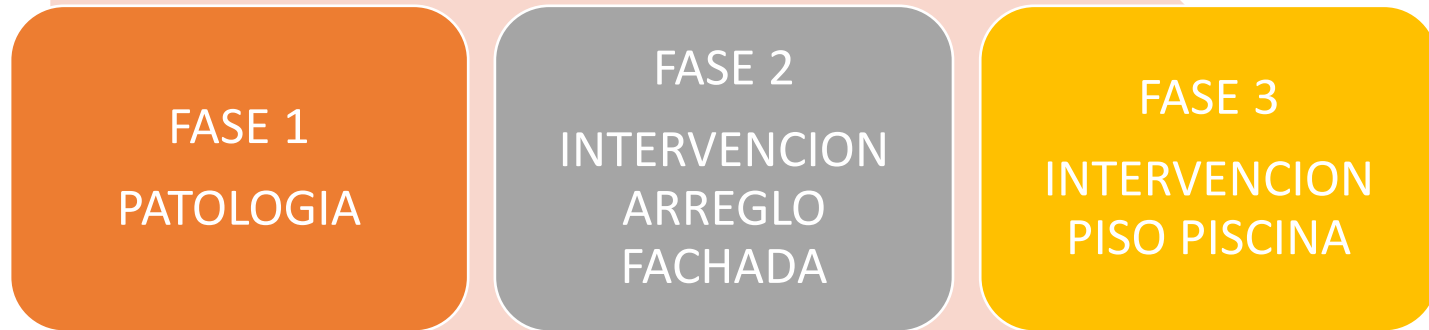 FASE 1
PATOLOGIA
FASE 2
INTERVENCION
ARREGLO
FACHADA
FASE 3
INTERVENCION
PISO PISCINA